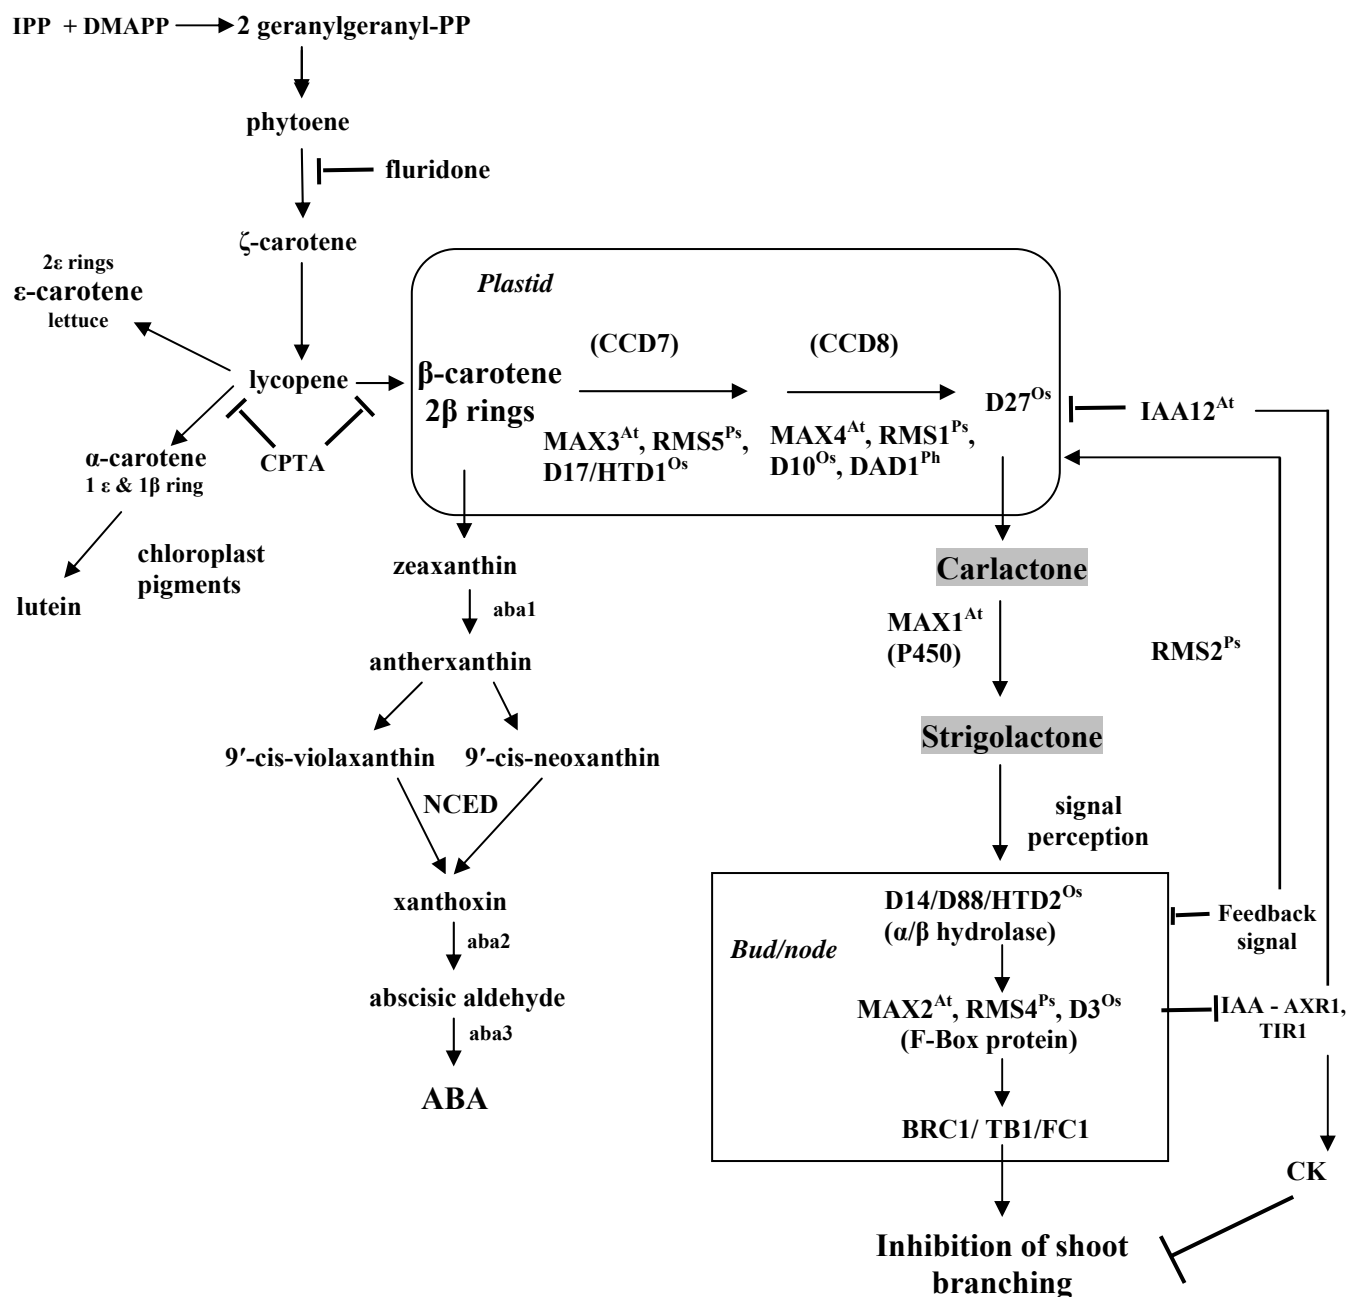 IPP + DMAPP
2 geranylgeranyl-PP
phytoene
fluridone
ζ-carotene
2ε rings
ε-carotene
lettuce
lycopene
CPTA
α-carotene
1 ε & 1β ring
chloroplast
pigments
lutein
Plastid
β-carotene
2β rings
(CCD7)
MAX3At, RMS5Ps,
D17/HTD1Os
(CCD8)
MAX4At, RMS1Ps,
D10Os, DAD1Ph
D27Os
IAA12At
zeaxanthin
aba1
antherxanthin
9′-cis-violaxanthin
9′-cis-neoxanthin
NCED
xanthoxin
aba2
abscisic aldehyde
aba3
ABA
Carlactone
MAX1At
(P450)
RMS2Ps
Strigolactone
signal
perception
Bud/node
D14/D88/HTD2Os
(α/β hydrolase)
MAX2At, RMS4Ps, D3Os
(F-Box protein)
BRC1/ TB1/FC1
Feedback
signal
IAA - AXR1,
TIR1
CK
Inhibition of shoot
branching